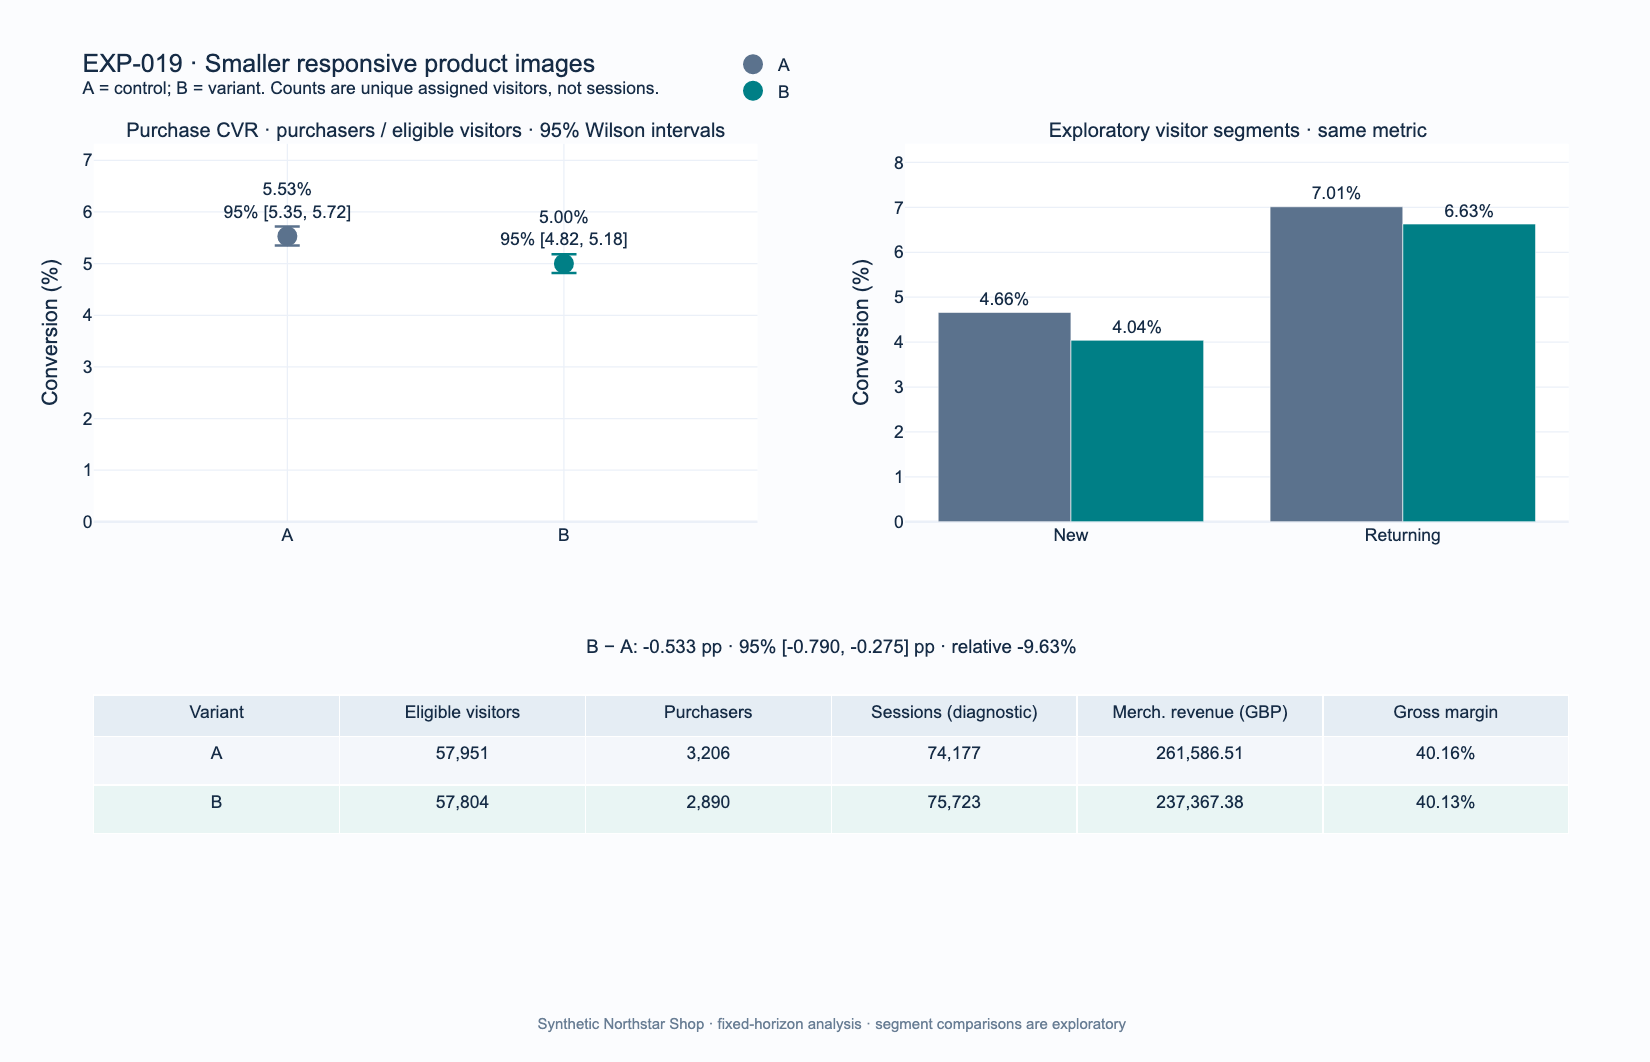 EXP-019 · Smaller responsive product images
A = control; B = variant. Counts are unique assigned visitors, not sessions.
A
B
Purchase CVR · purchasers / eligible visitors · 95% Wilson intervals
Conversion (%)
7
6
5
4
3
2
1
0
5.53%
95% [5.35, 5.72]
5.00%
95% [4.82, 5.18]
A
B
Exploratory visitor segments · same metric
Conversion (%)
8
7
6
5
4
3
2
1
0
4.66%
4.04%
7.01%
6.63%
New
Returning
B − A: -0.533 pp · 95% [-0.790, -0.275] pp · relative -9.63%
Variant Eligible visitors Purchasers Sessions (diagnostic) Merch. revenue (GBP) Gross margin
A 57,951 3,206 74,177 261,586.51 40.16%
B 57,804 2,890 75,723 237,367.38 40.13%
Synthetic Northstar Shop · fixed-horizon analysis · segment comparisons are exploratory